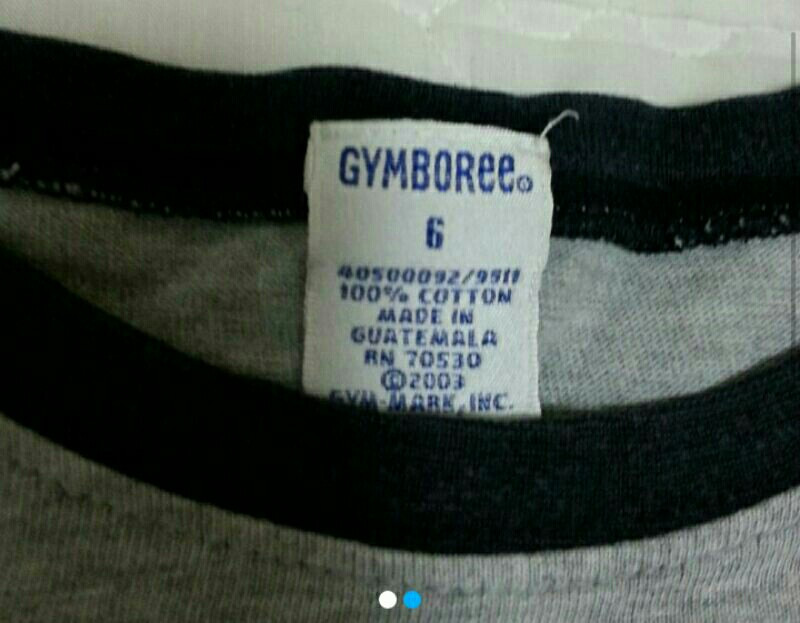 GYMBOREE®
6
40500092/9911
100% COTTON
MADE IN
GUATEMALA
RN 70530
©2003
GYM-MARK, INC.